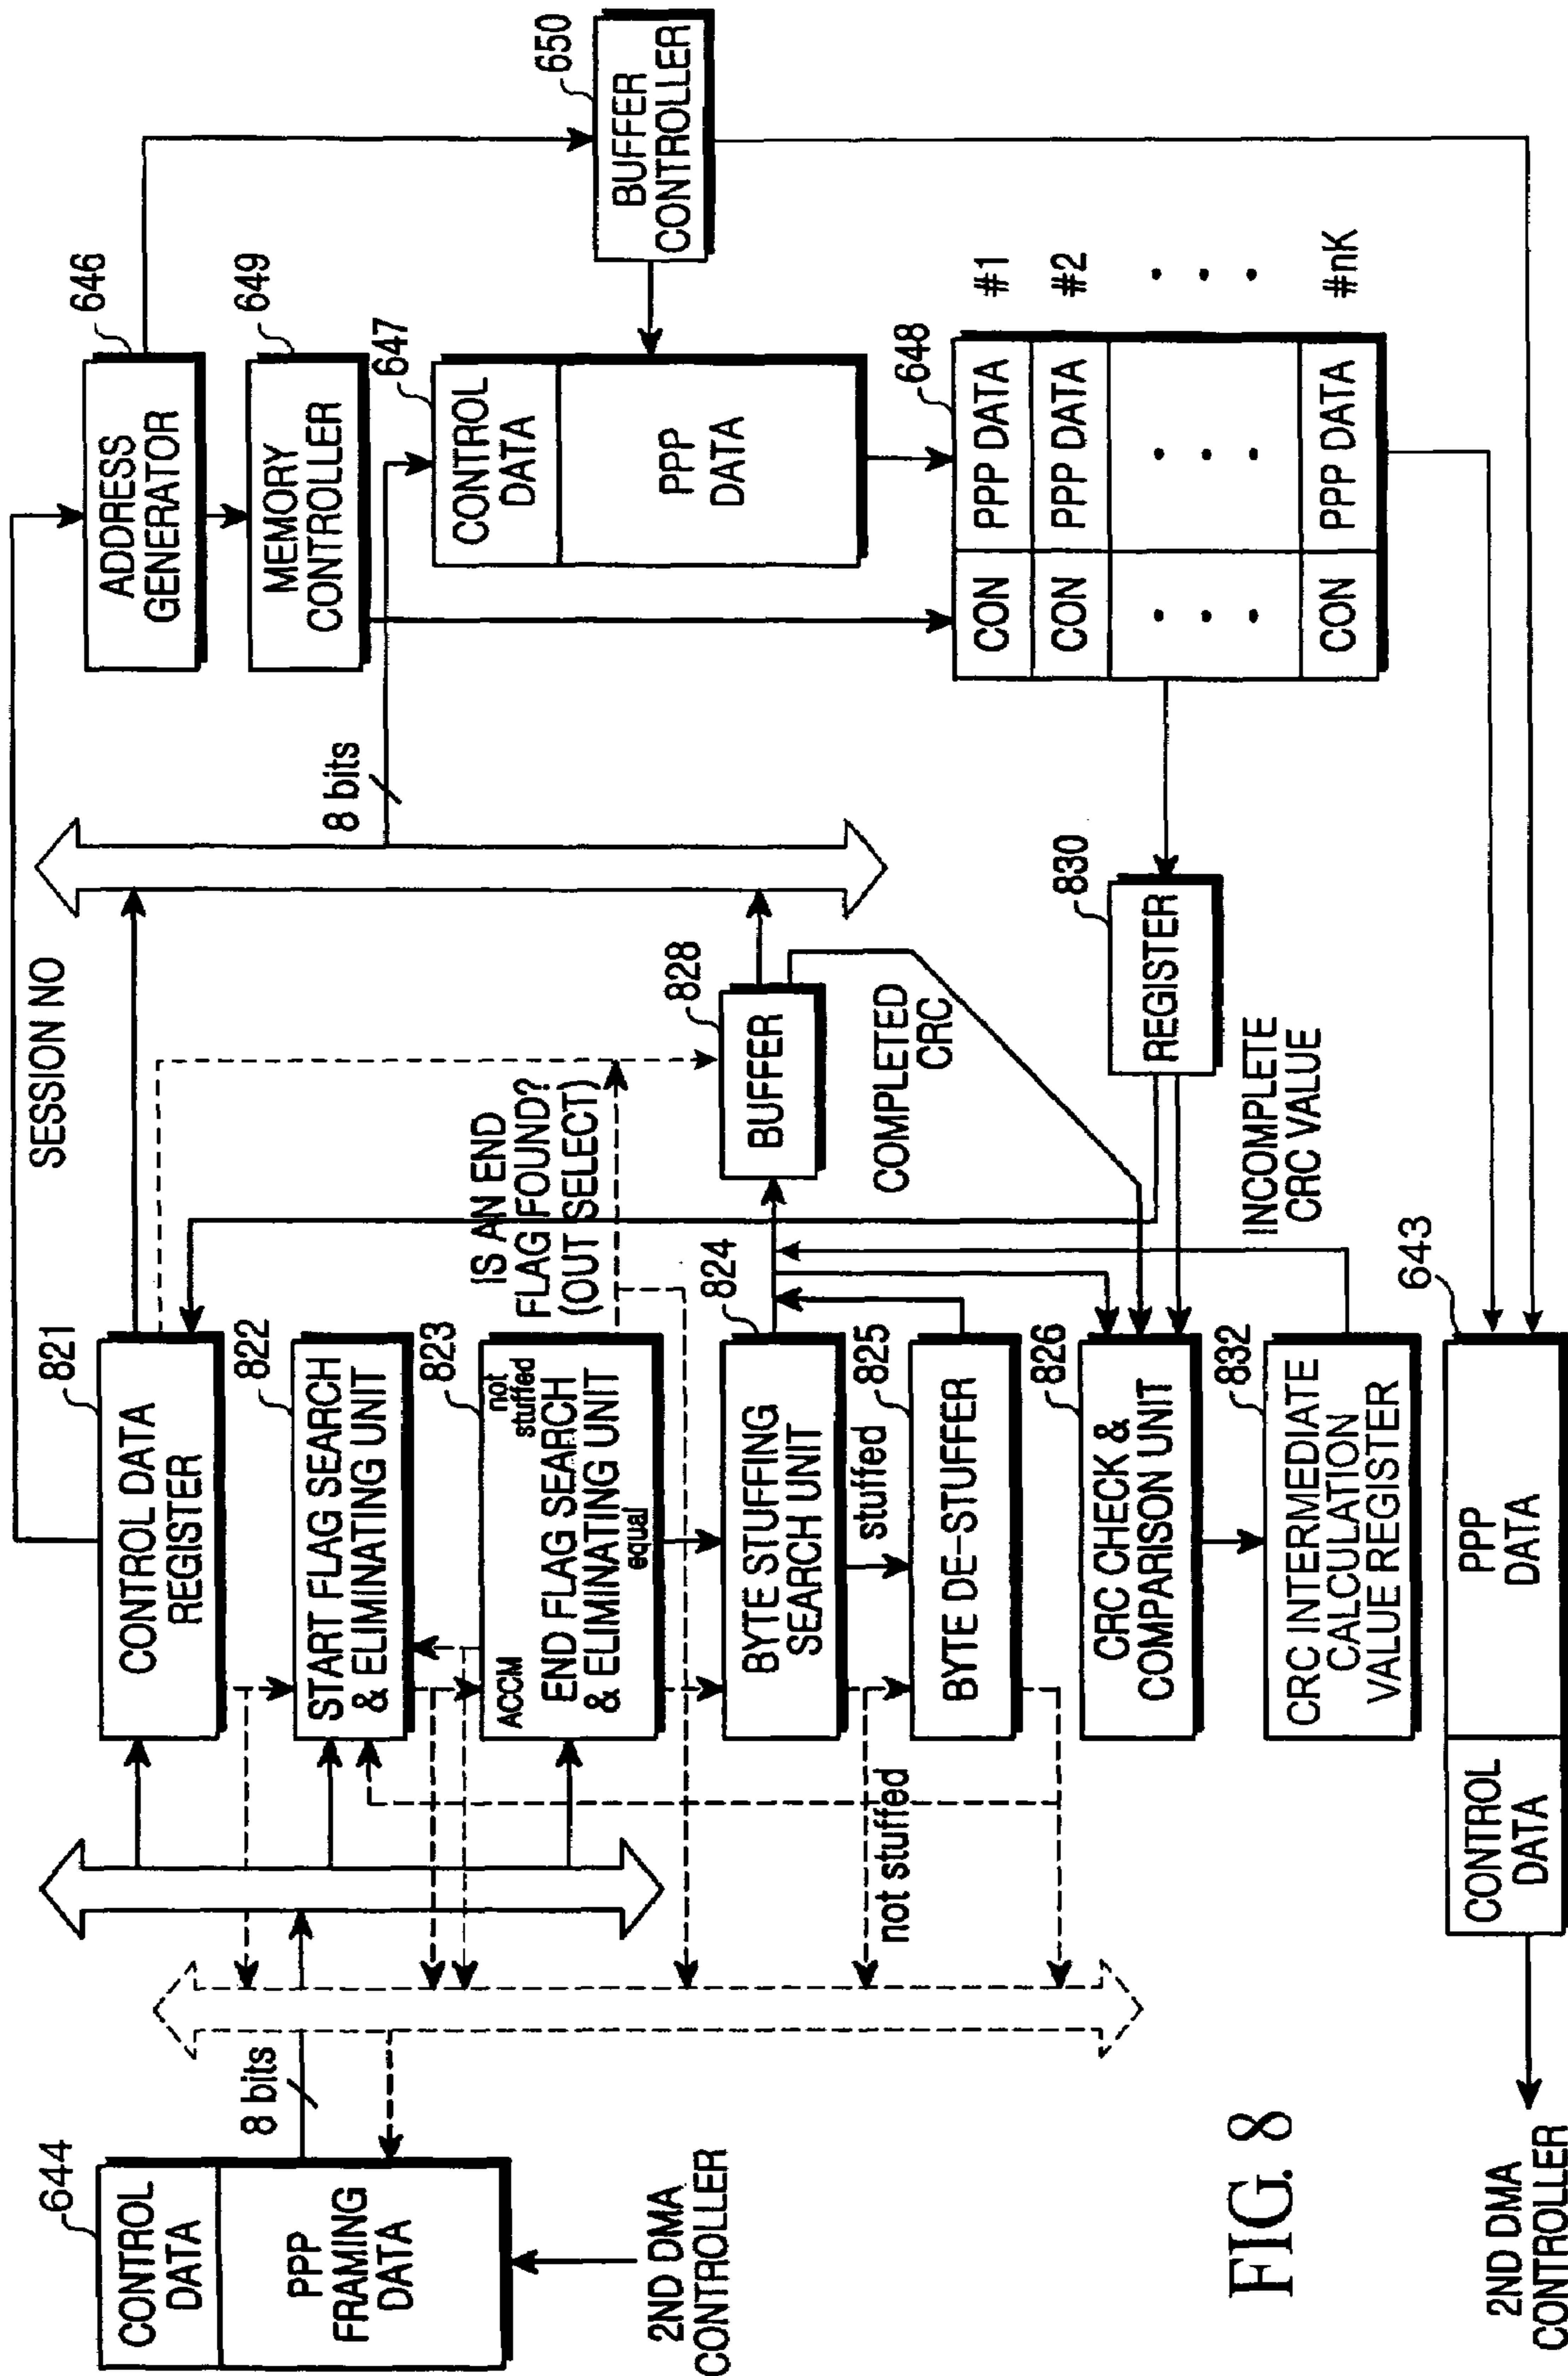 644
CONTROL
DATA
PPP
FRAMING
DATA
2ND DMA
CONTROLLER
8 bits
821
CONTROL DATA
REGISTER
822
START FLAG SEARCH
& ELIMINATING UNIT
823
not
stuffed
ACCM
END FLAG SEARCH
& ELIMINATING UNIT
equal
824
BYTE STUFFING
SEARCH UNIT
stuffed
not stuffed
825
BYTE DE-STUFFER
826
CRC CHECK &
COMPARISON UNIT
832
CRC INTERMEDIATE
CALCULATION
VALUE REGISTER
643
CONTROL
DATA
PPP
DATA
2ND DMA
CONTROLLER
SESSION NO
IS AN END
FLAG FOUND?
(OUT SELECT)
828
BUFFER
COMPLETED
CRC
830
REGISTER
INCOMPLETE
CRC VALUE
8 bits
646
ADDRESS
GENERATOR
649
MEMORY
CONTROLLER
647
CONTROL
DATA
PPP
DATA
650
BUFFER
CONTROLLER
648
CON PPP DATA #1
CON PPP DATA #2
CON PPP DATA #nK
FIG. 8